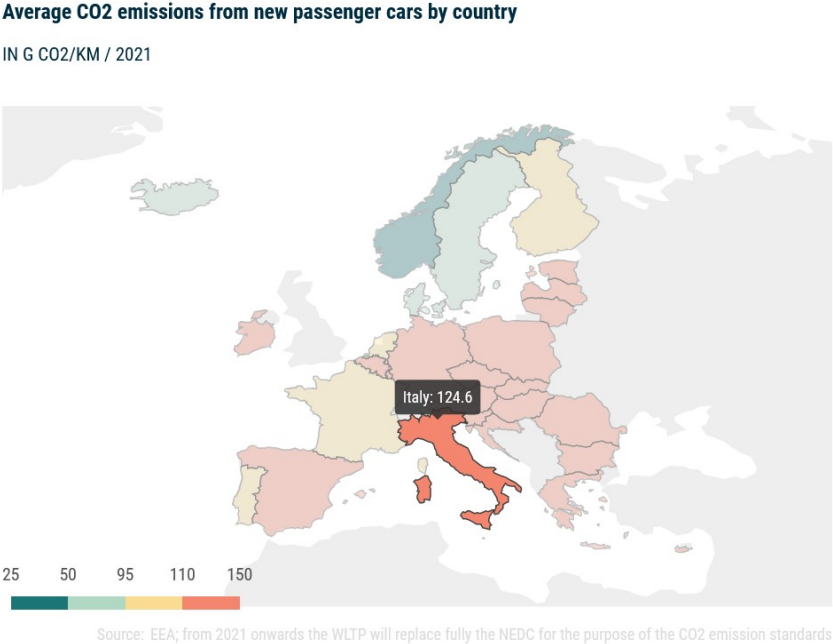 Average CO2 emissions from new passenger cars by country
IN G CO2/KM / 2021
Italy: 124.6
25 50 95 110 150
Source: EEA; from 2021 onwards the WLTP will replace fully the NEDC for the purpose of the CO2 emission standards